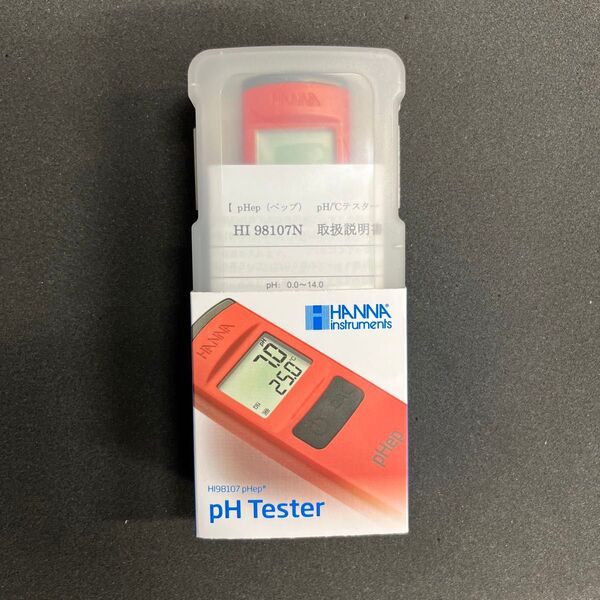 HANNA
【 pHep (ペップ) pH/℃テスター
HI 98107N 取扱説明書
pH: 0.0～14.0
HANNA
instruments
HANNA
pH
7.0
25.0
°C
pHep
HI98107 pHep®
pH Tester